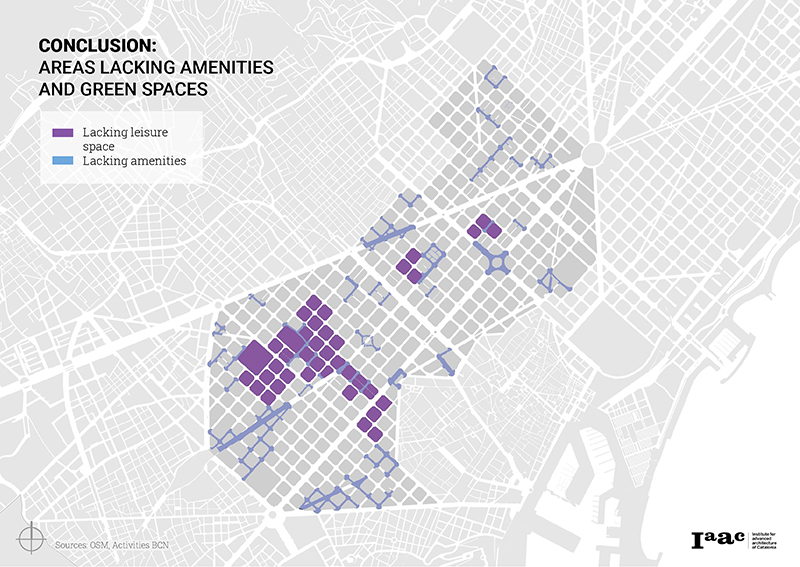 CONCLUSION:
AREAS LACKING AMENITIES
AND GREEN SPACES
Lacking leisure
space
Lacking amenities
Sources: OSM, Activities BCN
Iaac
Institute for
advanced
architecture
of Catalonia